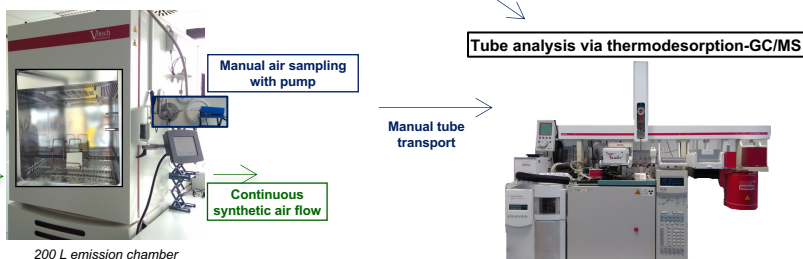 Vötsch
Manual air sampling
with pump
Tube analysis via thermodesorption-GC/MS
Manual tube
transport
Continuous
synthetic air flow
200 L emission chamber